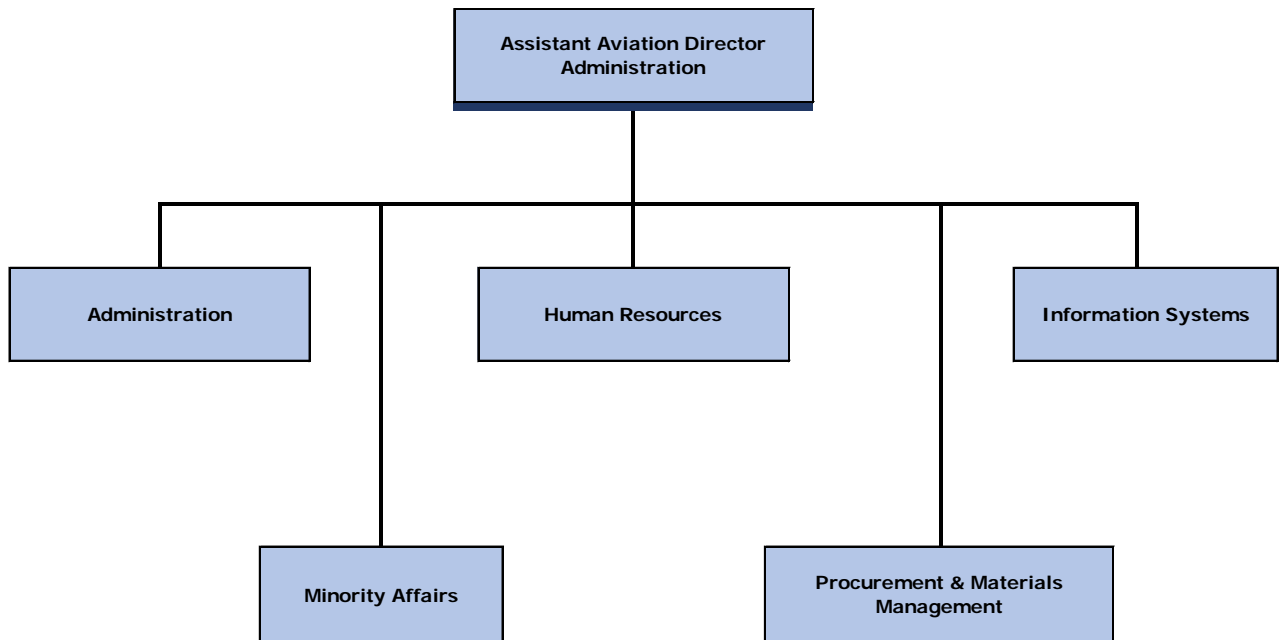 Assistant Aviation Director
Administration
Administration
Human Resources
Information Systems
Minority Affairs
Procurement & Materials
Management